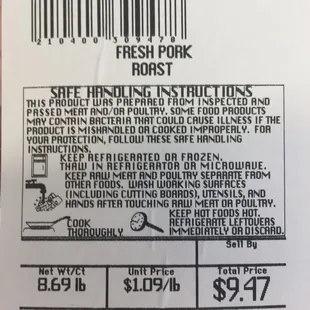 210400 309478
FRESH PORK
ROAST
SAFE HANDLING INSTRUCTIONS
THIS PRODUCT WAS PREPARED FROM INSPECTED AND
PASSED MEAT AND/OR POULTRY. SOME FOOD PRODUCTS
MAY CONTAIN BACTERIA THAT COULD CAUSE ILLNESS IF THE
PRODUCT IS MISHANDLED OR COOKED IMPROPERLY. FOR
YOUR PROTECTION, FOLLOW THESE SAFE HANDLING
INSTRUCTIONS.
KEEP REFRIGERATED OR FROZEN.
THAW IN REFRIGERATOR OR MICROWAVE.
KEEP RAW MEAT AND POULTRY SEPARATE FROM
OTHER FOODS. WASH WORKING SURFACES
(INCLUDING CUTTING BOARDS), UTENSILS, AND
HANDS AFTER TOUCHING RAW MEAT OR POULTRY.
COOK
THOROUGHLY.
KEEP HOT FOODS HOT.
REFRIGERATE LEFTOVERS
IMMEDIATELY OR DISCARD.
Sell By
Net Wt/Ct Unit Price Total Price
8.69 lb $1.09/lb $9.47